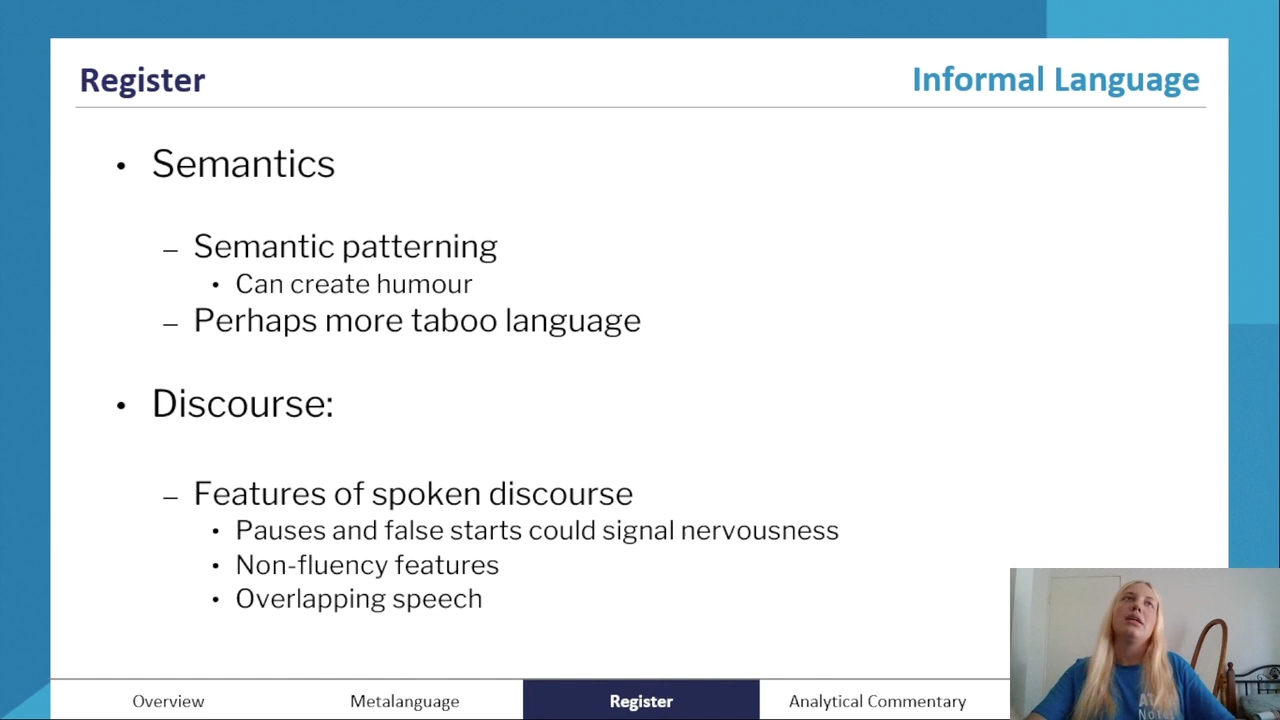 Register
Informal Language
• Semantics
– Semantic patterning
• Can create humour
– Perhaps more taboo language
• Discourse:
– Features of spoken discourse
• Pauses and false starts could signal nervousness
• Non-fluency features
• Overlapping speech
Overview
Metalanguage
Register
Analytical Commentary